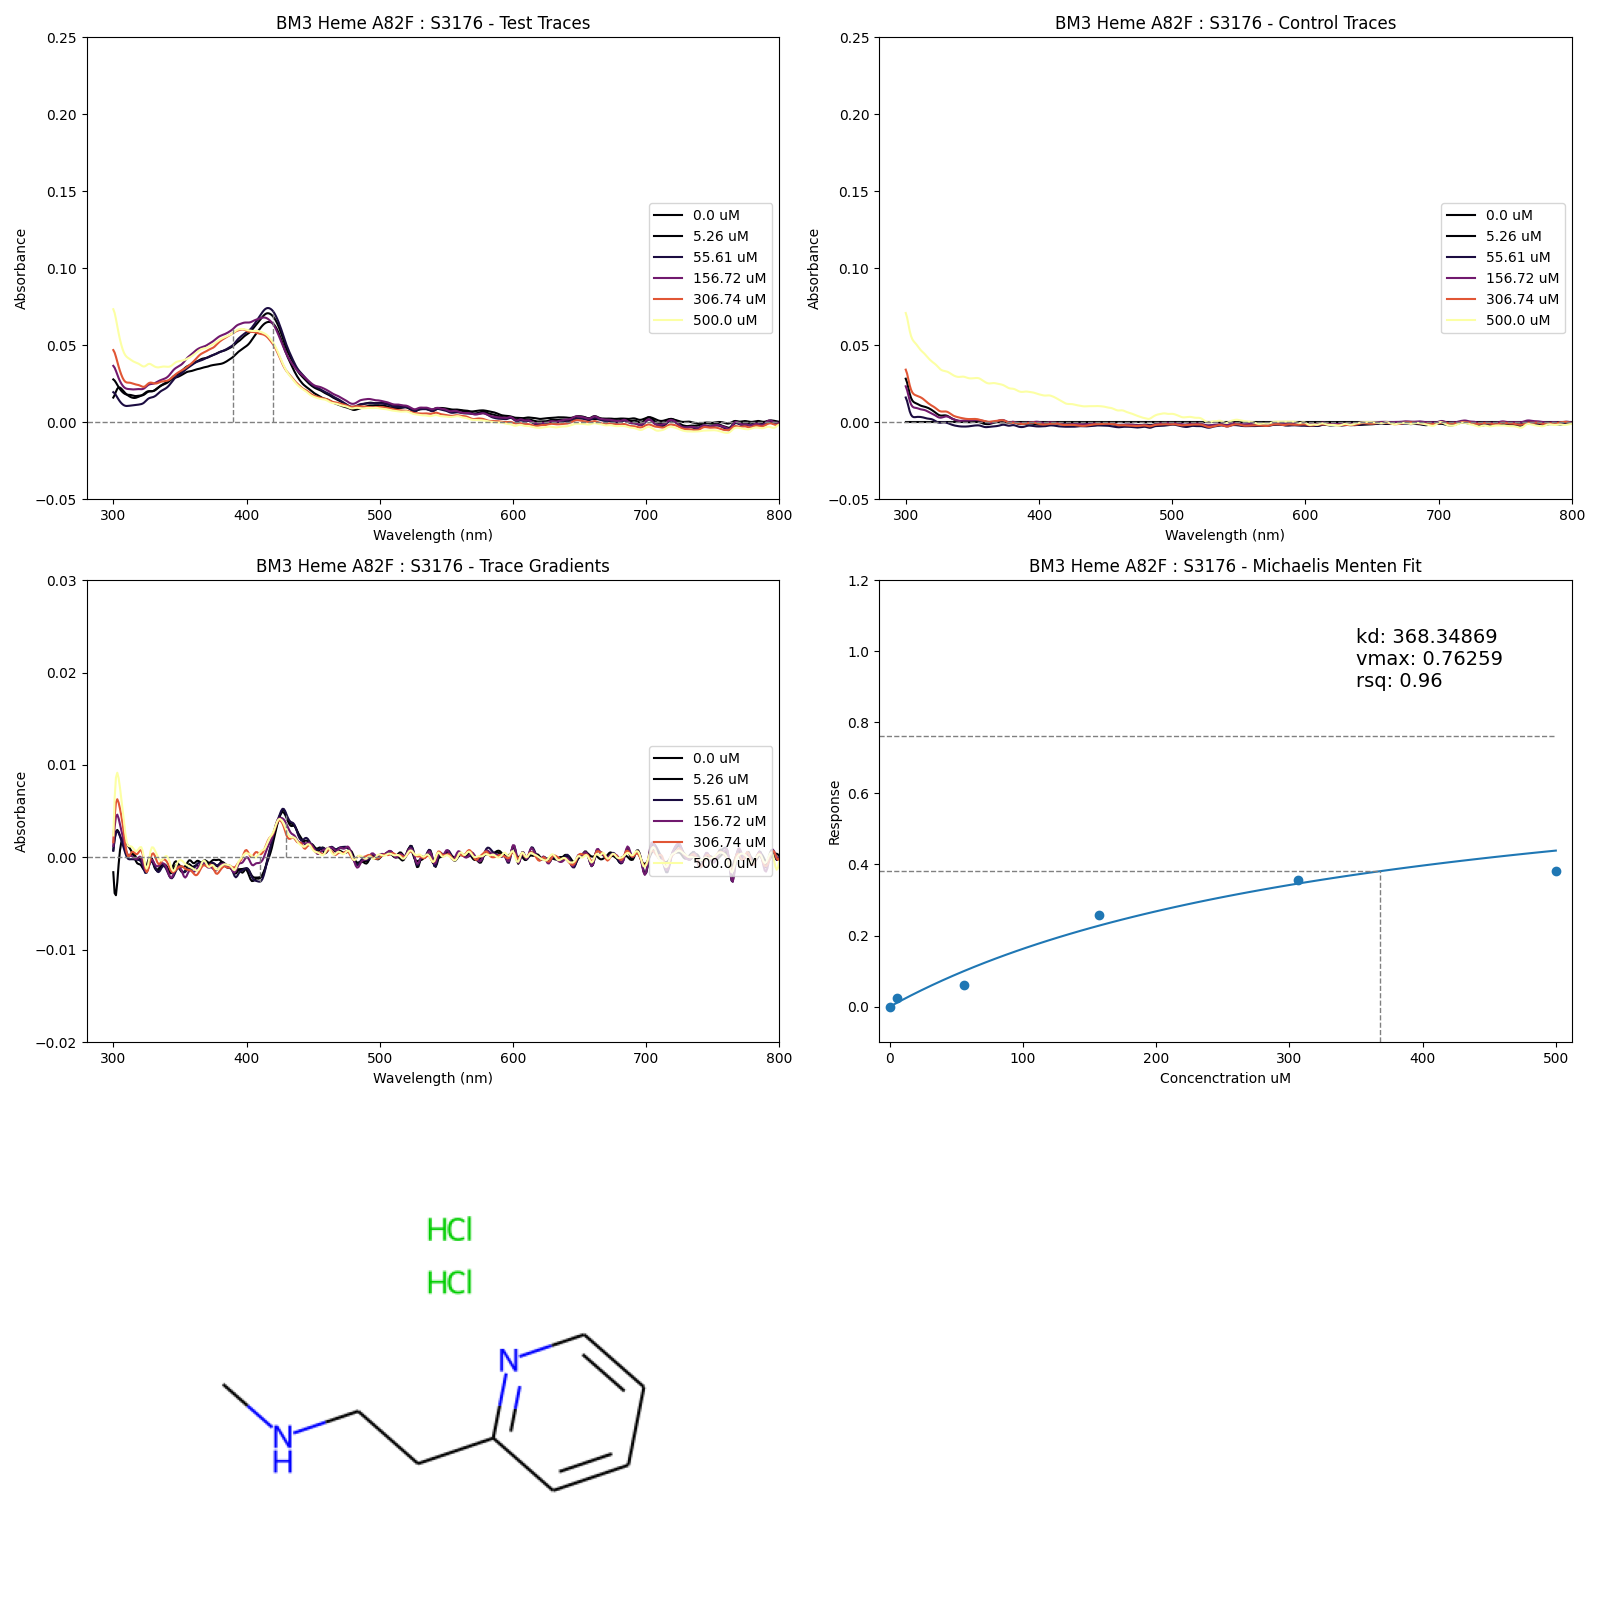 BM3 Heme A82F : S3176 - Test Traces
0.25
0.20
0.15
0.10
0.05
0.00
−0.05
Absorbance
300 400 500 600 700 800
Wavelength (nm)
0.0 uM
5.26 uM
55.61 uM
156.72 uM
306.74 uM
500.0 uM
BM3 Heme A82F : S3176 - Control Traces
0.25
0.20
0.15
0.10
0.05
0.00
−0.05
Absorbance
300 400 500 600 700 800
Wavelength (nm)
0.0 uM
5.26 uM
55.61 uM
156.72 uM
306.74 uM
500.0 uM
BM3 Heme A82F : S3176 - Trace Gradients
0.03
0.02
0.01
0.00
−0.01
−0.02
Absorbance
300 400 500 600 700 800
Wavelength (nm)
0.0 uM
5.26 uM
55.61 uM
156.72 uM
306.74 uM
500.0 uM
BM3 Heme A82F : S3176 - Michaelis Menten Fit
1.2
1.0
0.8
0.6
0.4
0.2
0.0
Response
kd: 368.34869
vmax: 0.76259
rsq: 0.96
0 100 200 300 400 500
Concenctration uM
HCl
HCl
N
N
H